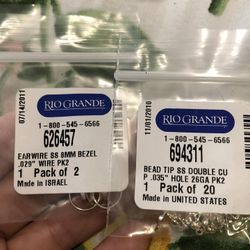 07/14/2011
RIO GRANDE
1-800-545-6566
626457
EARWIRE SS 8MM BEZEL
.029" WIRE PK2
1 Pack of 2
Made in ISRAEL
11/01/2010
RIO GRANDE
1-800-545-6566
694311
BEAD TIP SS DOUBLE CU
P .035" HOLE 26GA PK2
1 Pack of 20
Made in UNITED STATES